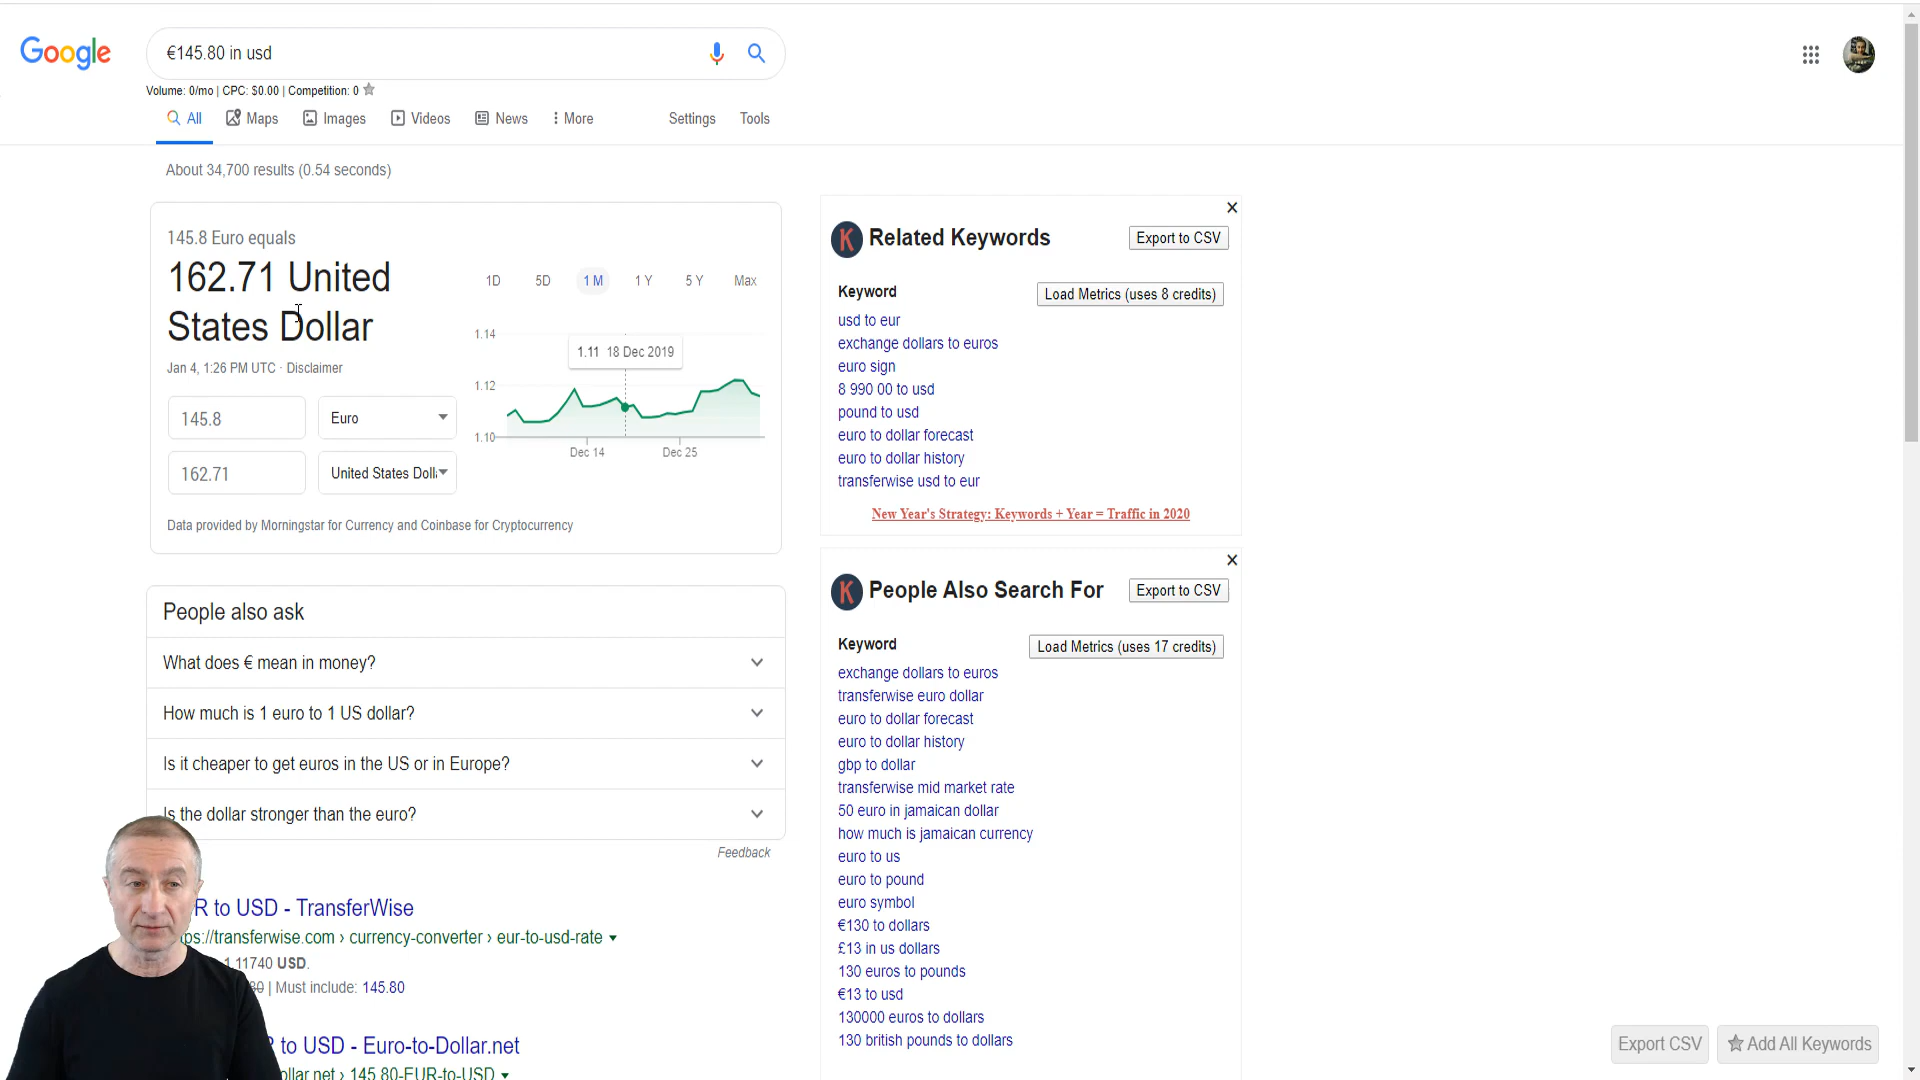 Google
€145.80 in usd
Volume: 0/mo | CPC: $0.00 | Competition: 0
All Maps Images Videos News More Settings Tools
About 34,700 results (0.54 seconds)
145.8 Euro equals
162.71 United
States Dollar
Jan 4, 1:26 PM UTC · Disclaimer
145.8 Euro
162.71 United States Doll
1D 5D 1 M 1 Y 5 Y Max
1.14
1.11 18 Dec 2019
1.12
1.10
Dec 14 Dec 25
Data provided by Morningstar for Currency and Coinbase for Cryptocurrency
People also ask
What does € mean in money?
How much is 1 euro to 1 US dollar?
Is it cheaper to get euros in the US or in Europe?
Is the dollar stronger than the euro?
Feedback
R to USD - TransferWise
ps://transferwise.com › currency-converter › eur-to-usd-rate
1.11740 USD.
| Must include: 145.80
to USD - Euro-to-Dollar.net
ollar.net › 145.80-EUR-to-USD
K Related Keywords Export to CSV
Keyword Load Metrics (uses 8 credits)
usd to eur
exchange dollars to euros
euro sign
8 990 00 to usd
pound to usd
euro to dollar forecast
euro to dollar history
transferwise usd to eur
New Year's Strategy: Keywords + Year = Traffic in 2020
K People Also Search For Export to CSV
Keyword Load Metrics (uses 17 credits)
exchange dollars to euros
transferwise euro dollar
euro to dollar forecast
euro to dollar history
gbp to dollar
transferwise mid market rate
50 euro in jamaican dollar
how much is jamaican currency
euro to us
euro to pound
euro symbol
€130 to dollars
£13 in us dollars
130 euros to pounds
€13 to usd
130000 euros to dollars
130 british pounds to dollars
Export CSV Add All Keywords